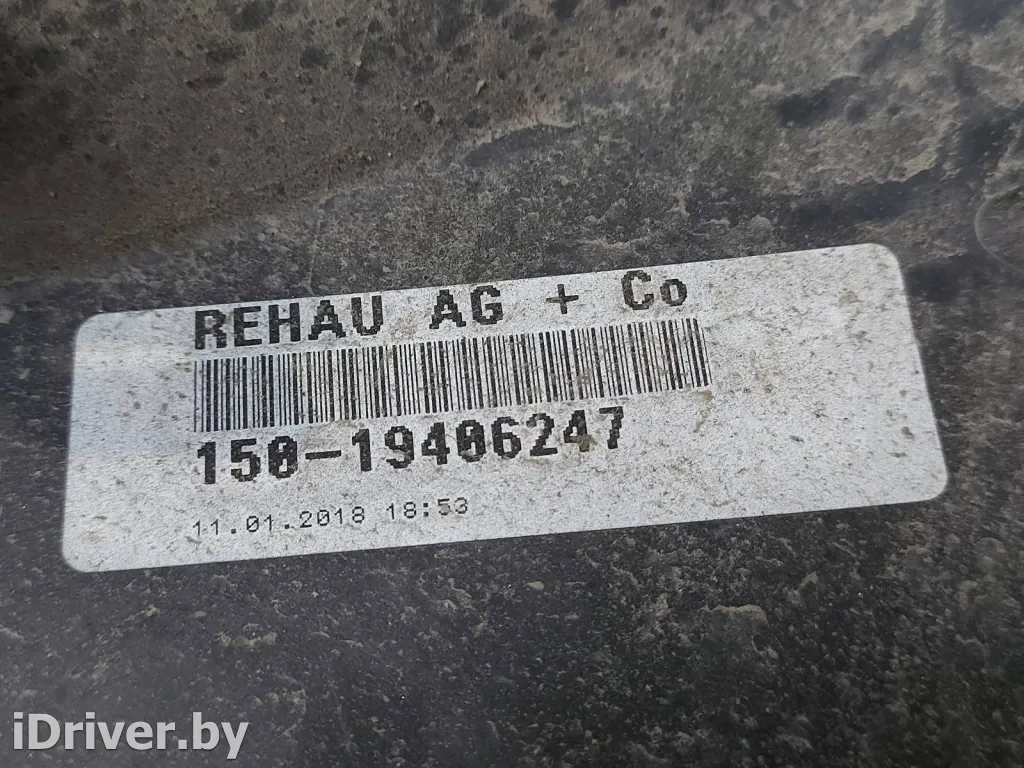 REHAU AG + Co
150-19406247
11.01.2018 18:53
iDriver.by